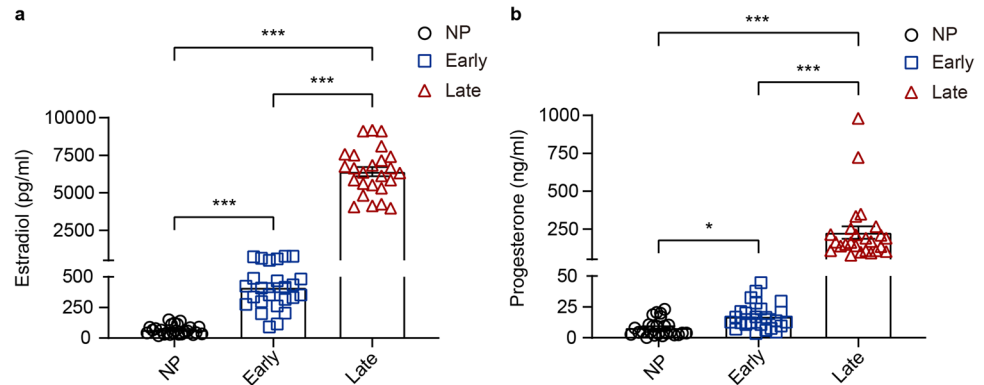 a
***
NP
Early
Late
***
***
Estradiol (pg/ml)
10000
7500
5000
2500
500
250
0
NP
Early
Late
b
***
NP
Early
Late
***
*
Progesterone (ng/ml)
1000
750
500
250
50
25
0
NP
Early
Late